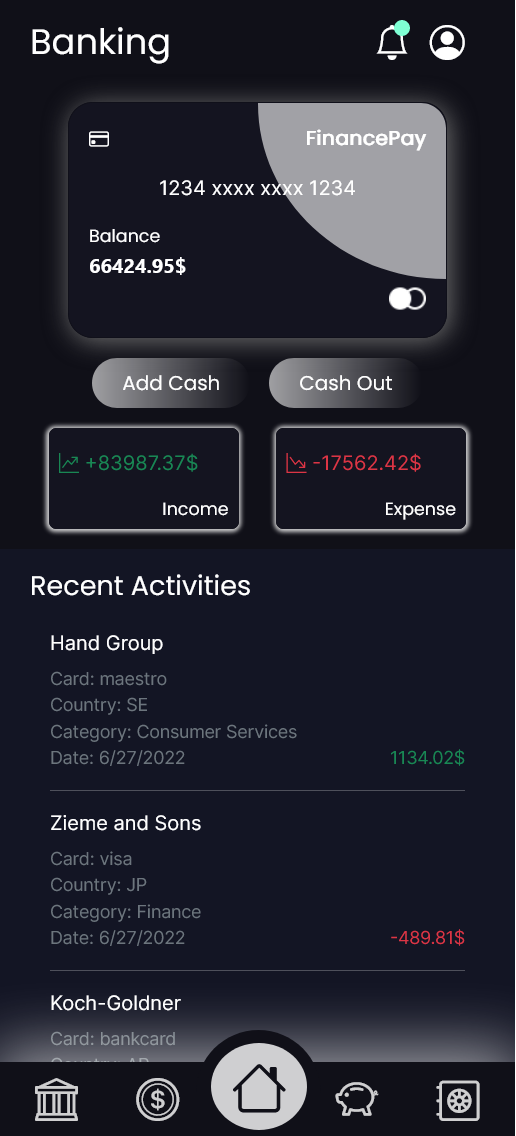 Banking
FinancePay
1234 xxxx xxxx 1234
Balance
66424.95$
Add Cash
Cash Out
+83987.37$
Income
-17562.42$
Expense
Recent Activities
Hand Group
Card: maestro
Country: SE
Category: Consumer Services
Date: 6/27/2022
1134.02$
Zieme and Sons
Card: visa
Country: JP
Category: Finance
Date: 6/27/2022
-489.81$
Koch-Goldner
Card: bankcard
$